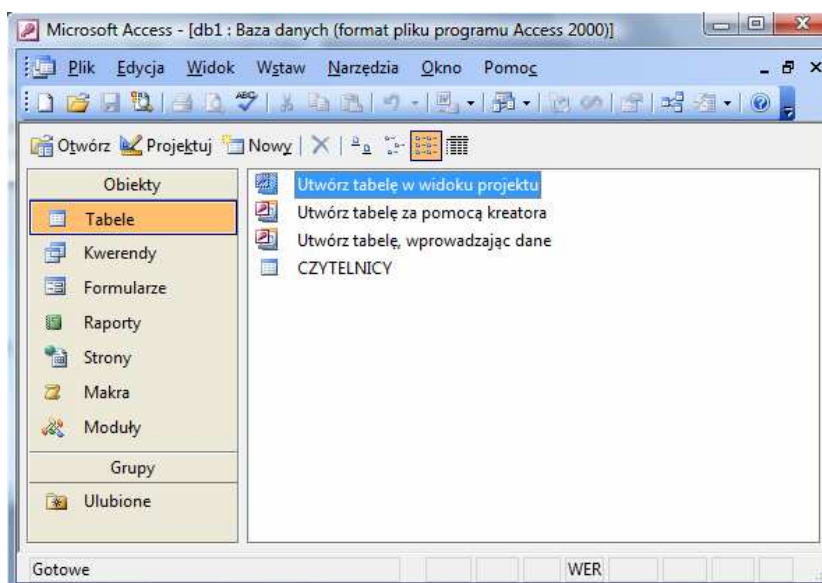 Microsoft Access - [db1 : Baza danych (format pliku programu Access 2000)]
Plik Edycja Widok Wstaw Narzędzia Okno Pomoc
Otwórz Projektuj Nowy
Obiekty
Tabele
Kwerendy
Formularze
Raporty
Strony
Makra
Moduły
Grupy
Ulubione
Utwórz tabelę w widoku projektu
Utwórz tabelę za pomocą kreatora
Utwórz tabelę, wprowadzając dane
CZYTELNICY
Gotowe WER